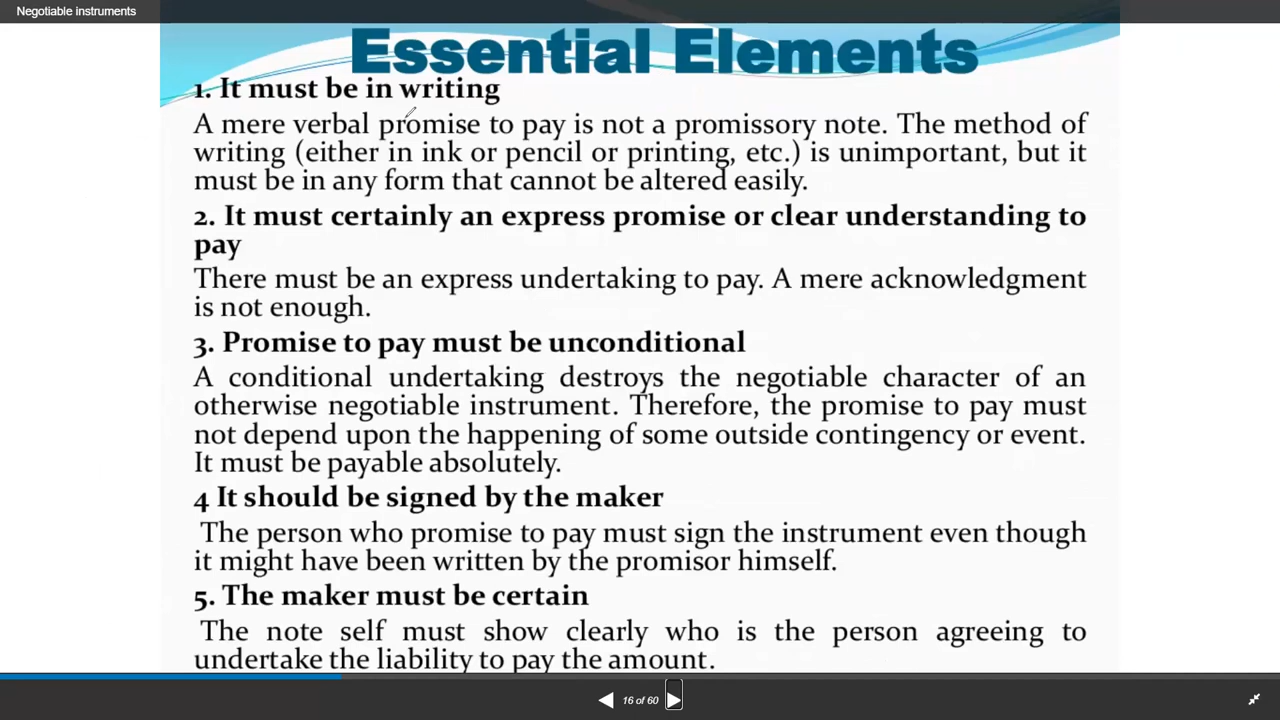 Negotiable instruments
Essential Elements
1. It must be in writing
A mere verbal promise to pay is not a promissory note. The method of
writing (either in ink or pencil or printing, etc.) is unimportant, but it
must be in any form that cannot be altered easily.
2. It must certainly an express promise or clear understanding to
pay
There must be an express undertaking to pay. A mere acknowledgment
is not enough.
3. Promise to pay must be unconditional
A conditional undertaking destroys the negotiable character of an
otherwise negotiable instrument. Therefore, the promise to pay must
not depend upon the happening of some outside contingency or event.
It must be payable absolutely.
4 It should be signed by the maker
The person who promise to pay must sign the instrument even though
it might have been written by the promisor himself.
5. The maker must be certain
The note self must show clearly who is the person agreeing to
undertake the liability to pay the amount.
16 of 60